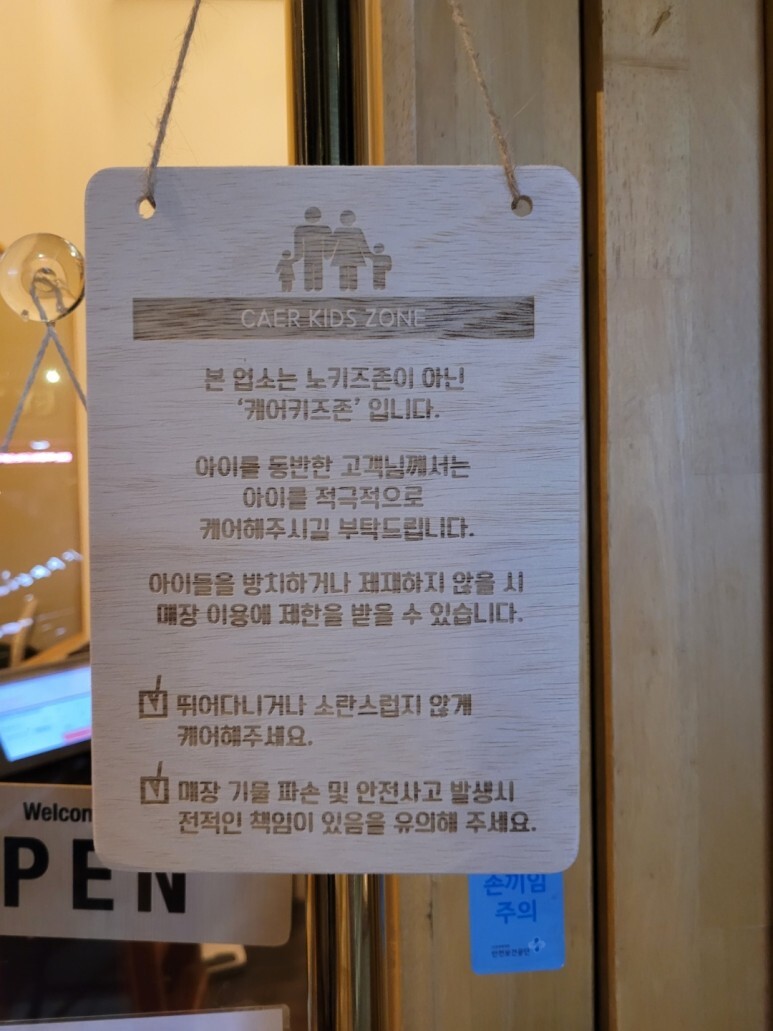 CAER KIDS ZONE
본 업소는 노키즈존이 아닌
'케어키즈존' 입니다.
아이를 동반한 고객님께서는
아이를 적극적으로
케어해주시길 부탁드립니다.
아이들을 방치하거나 제재하지 않을 시
매장 이용에 제한을 받을 수 있습니다.
뛰어다니거나 소란스럽지 않게
케어해주세요.
매장 기물 파손 및 안전사고 발생시
전적인 책임이 있음을 유의해 주세요.
Welcom
PEN
손끼임
주의
안전보건공단